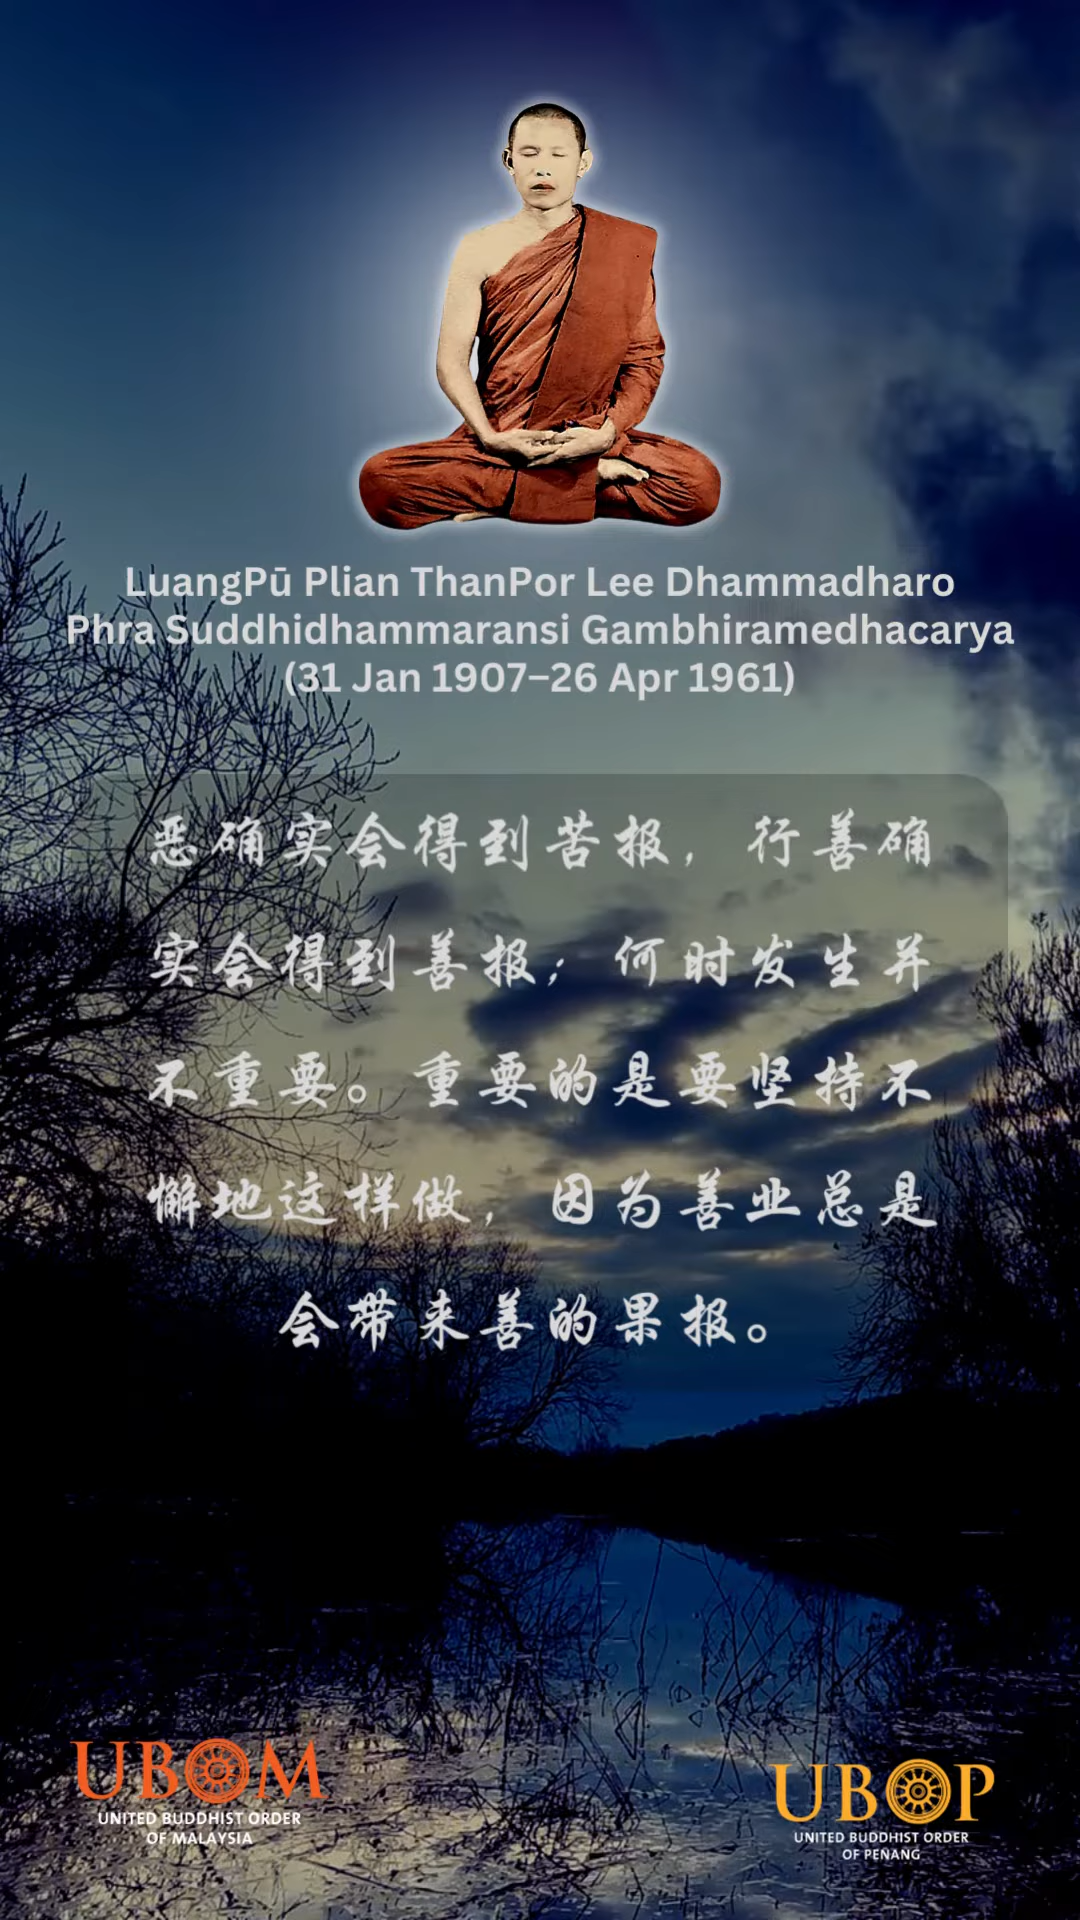 LuangPū Plian ThanPor Lee Dhammadharo
Phra Suddhidhammaransi Gambhiramedhacarya
(31 Jan 1907–26 Apr 1961)
恶确实会得到苦报，行善确
实会得到善报；何时发生并
不重要。重要的是要坚持不
懈地这样做，因为善业总是
会带来善的果报。
UBOM
UNITED BUDDHIST ORDER
OF MALAYSIA
UBOP
UNITED BUDDHIST ORDER
OF PENANG